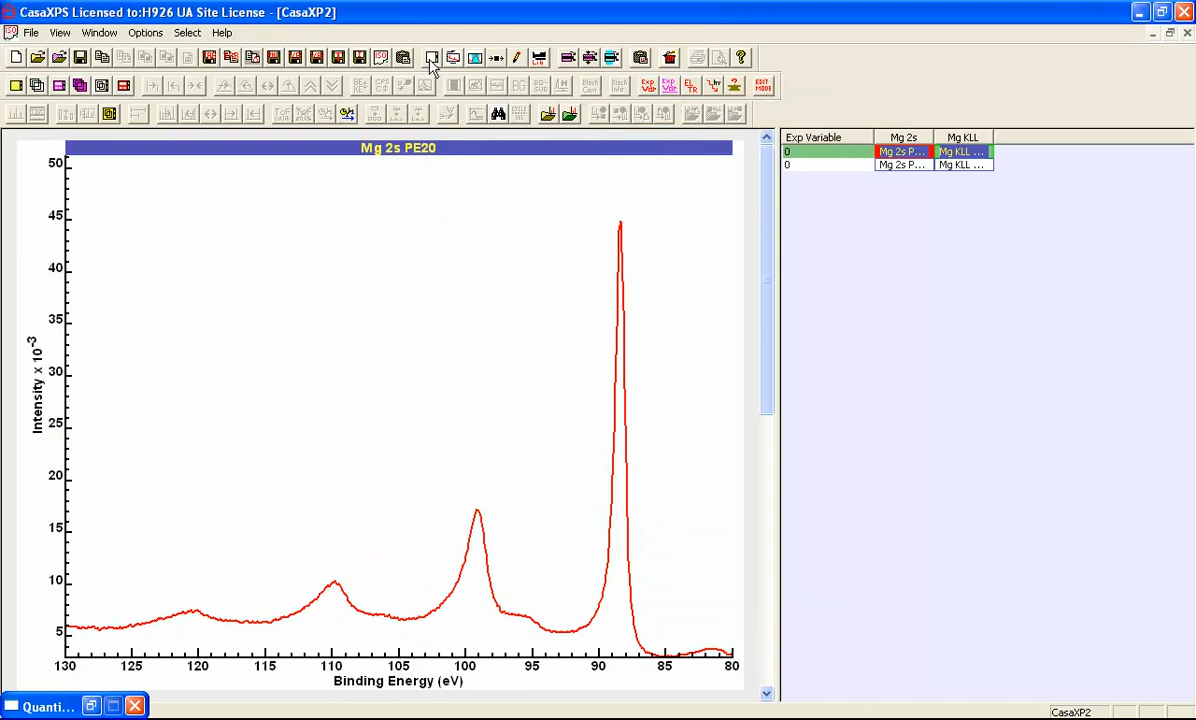 CasaXPS Licensed to:H926 UA Site License - [CasaXP2]
File View Window Options Select Help
Exp Variable Mg 2s Mg KLL
0 Mg 2s P... Mg KLL ...
0 Mg 2s P... Mg KLL ...
Mg 2s PE20
50
45
40
35
30
25
20
15
10
5
Intensity x 10⁻³
130 125 120 115 110 105 100 95 90 85 80
Binding Energy (eV)
Quanti...
CasaXP2